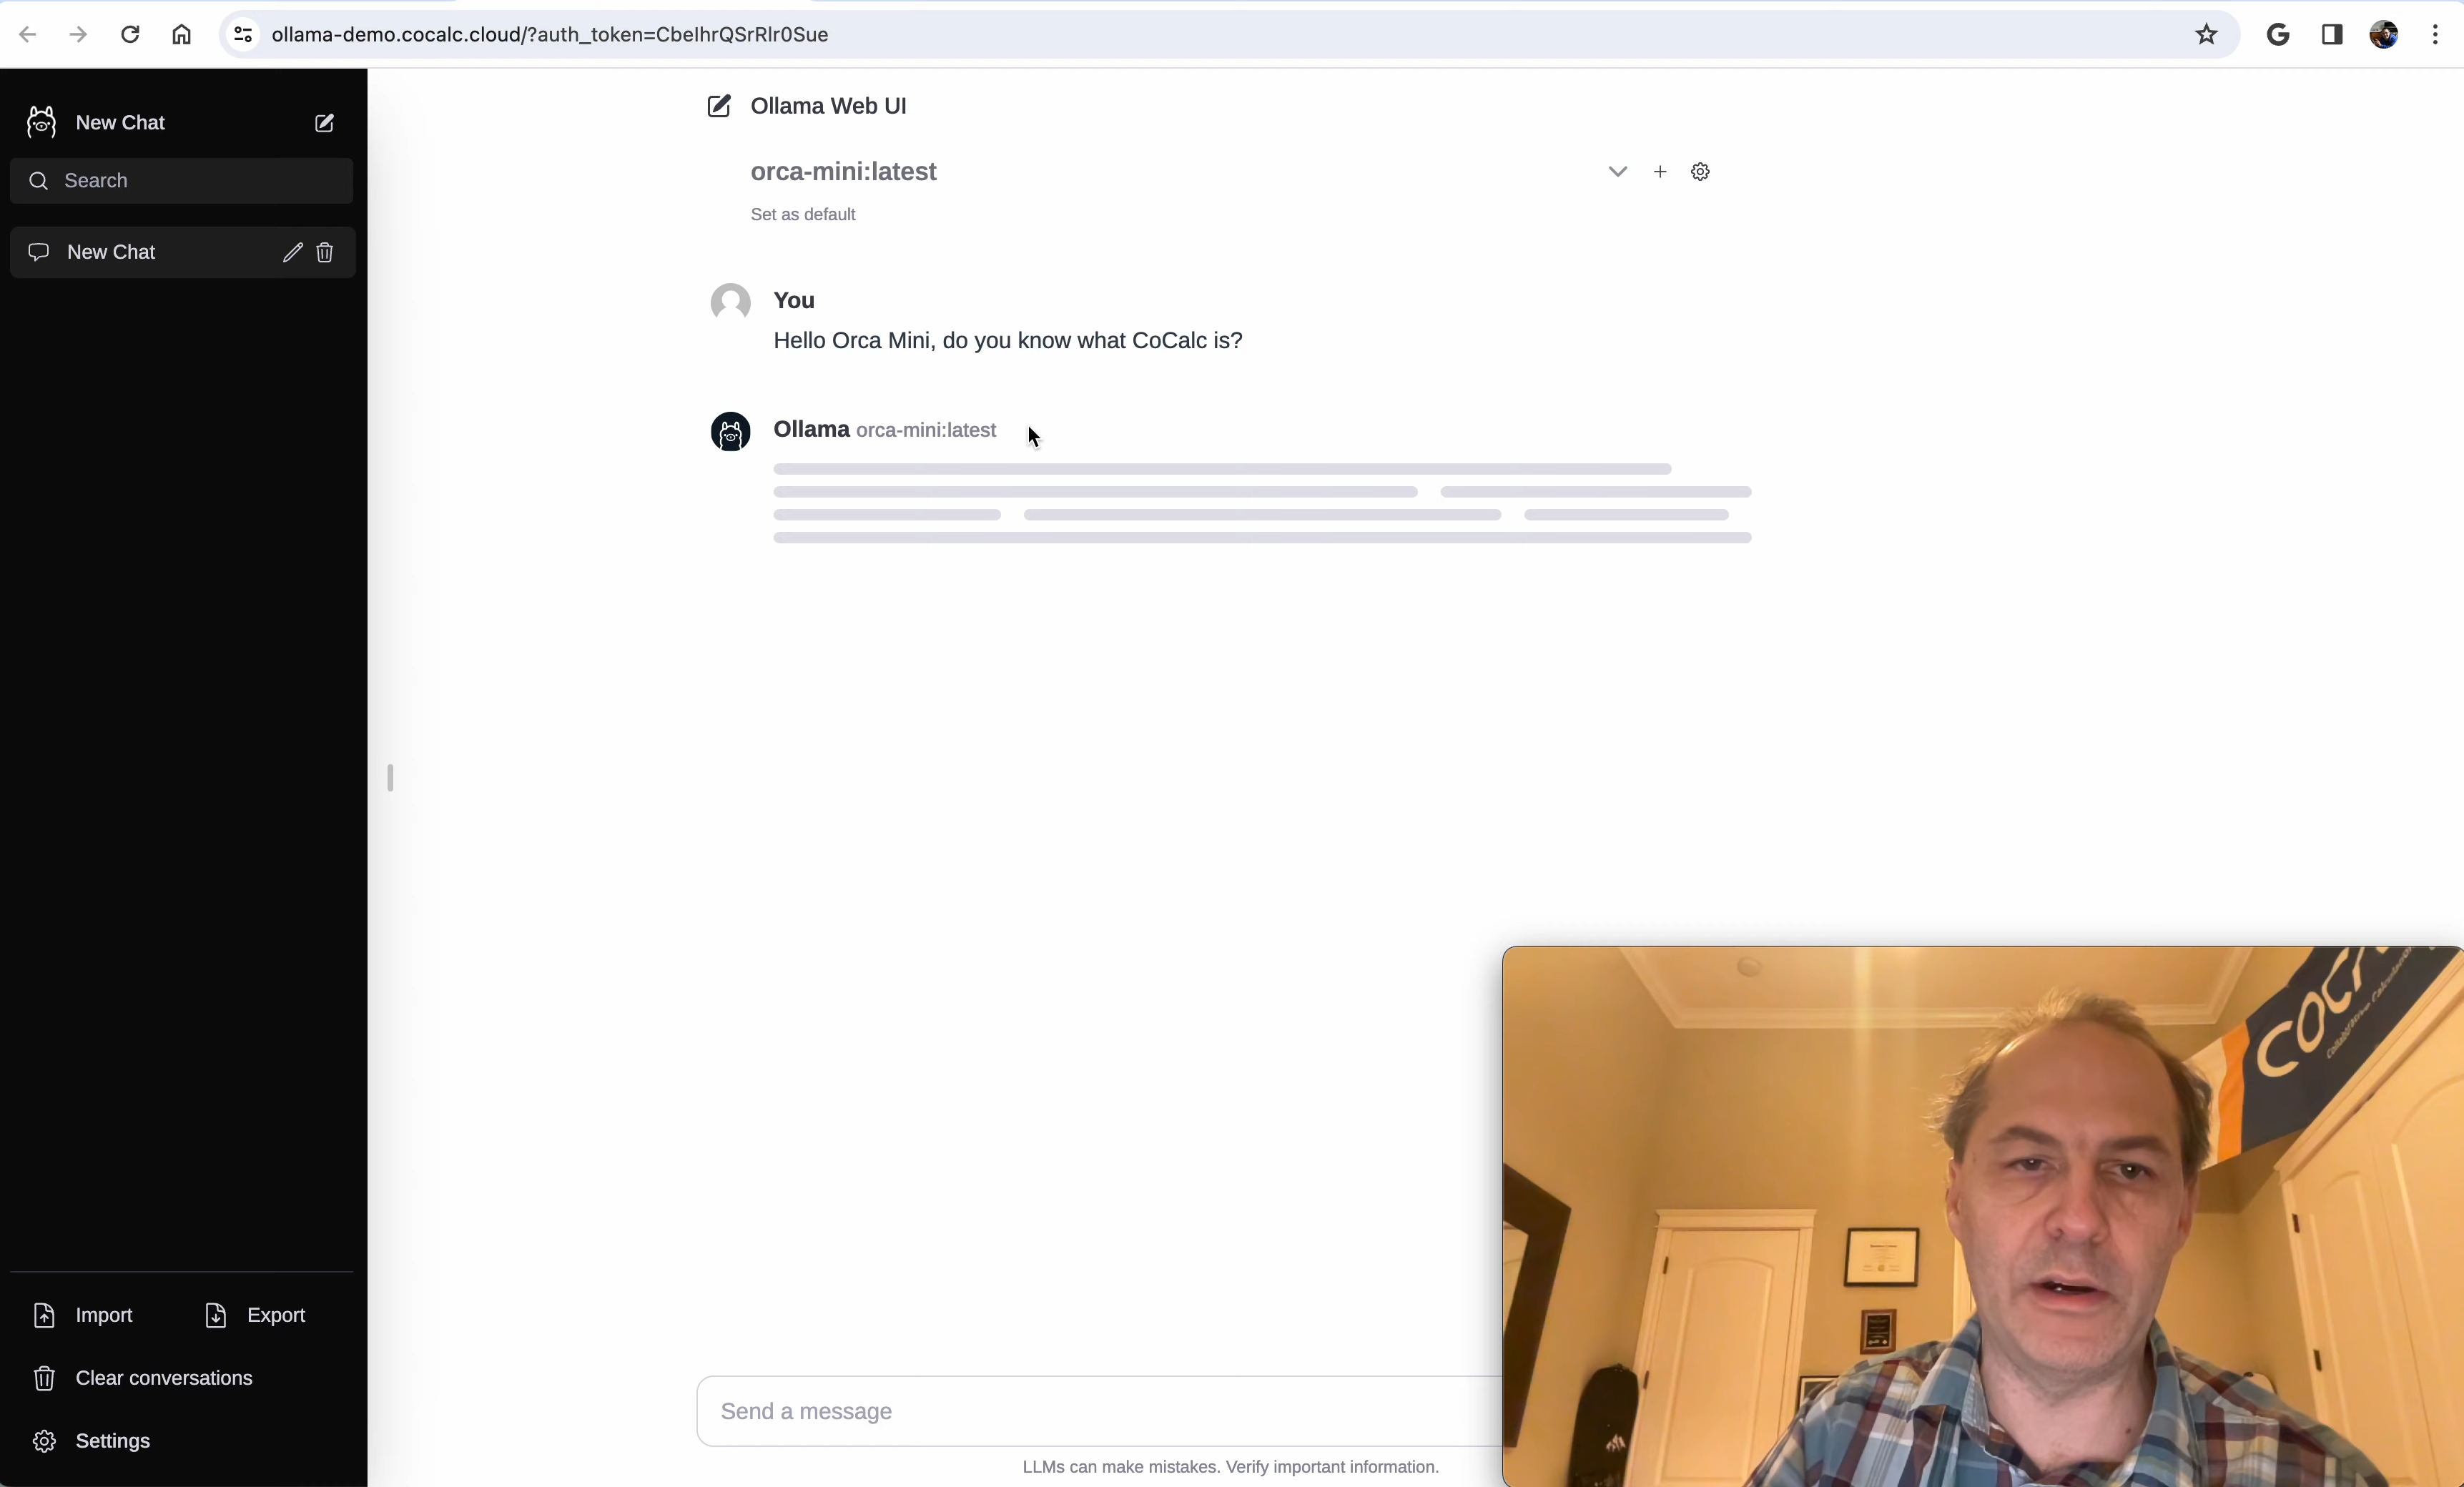 ollama-demo.cocalc.cloud/?auth_token=CbelhrQSrRlr0Sue
New Chat
Search
New Chat
Import Export
Clear conversations
Settings
Ollama Web UI
orca-mini:latest
Set as default
You
Hello Orca Mini, do you know what CoCalc is?
Ollama orca-mini:latest
Send a message
LLMs can make mistakes. Verify important information.
COCA
Collaborative